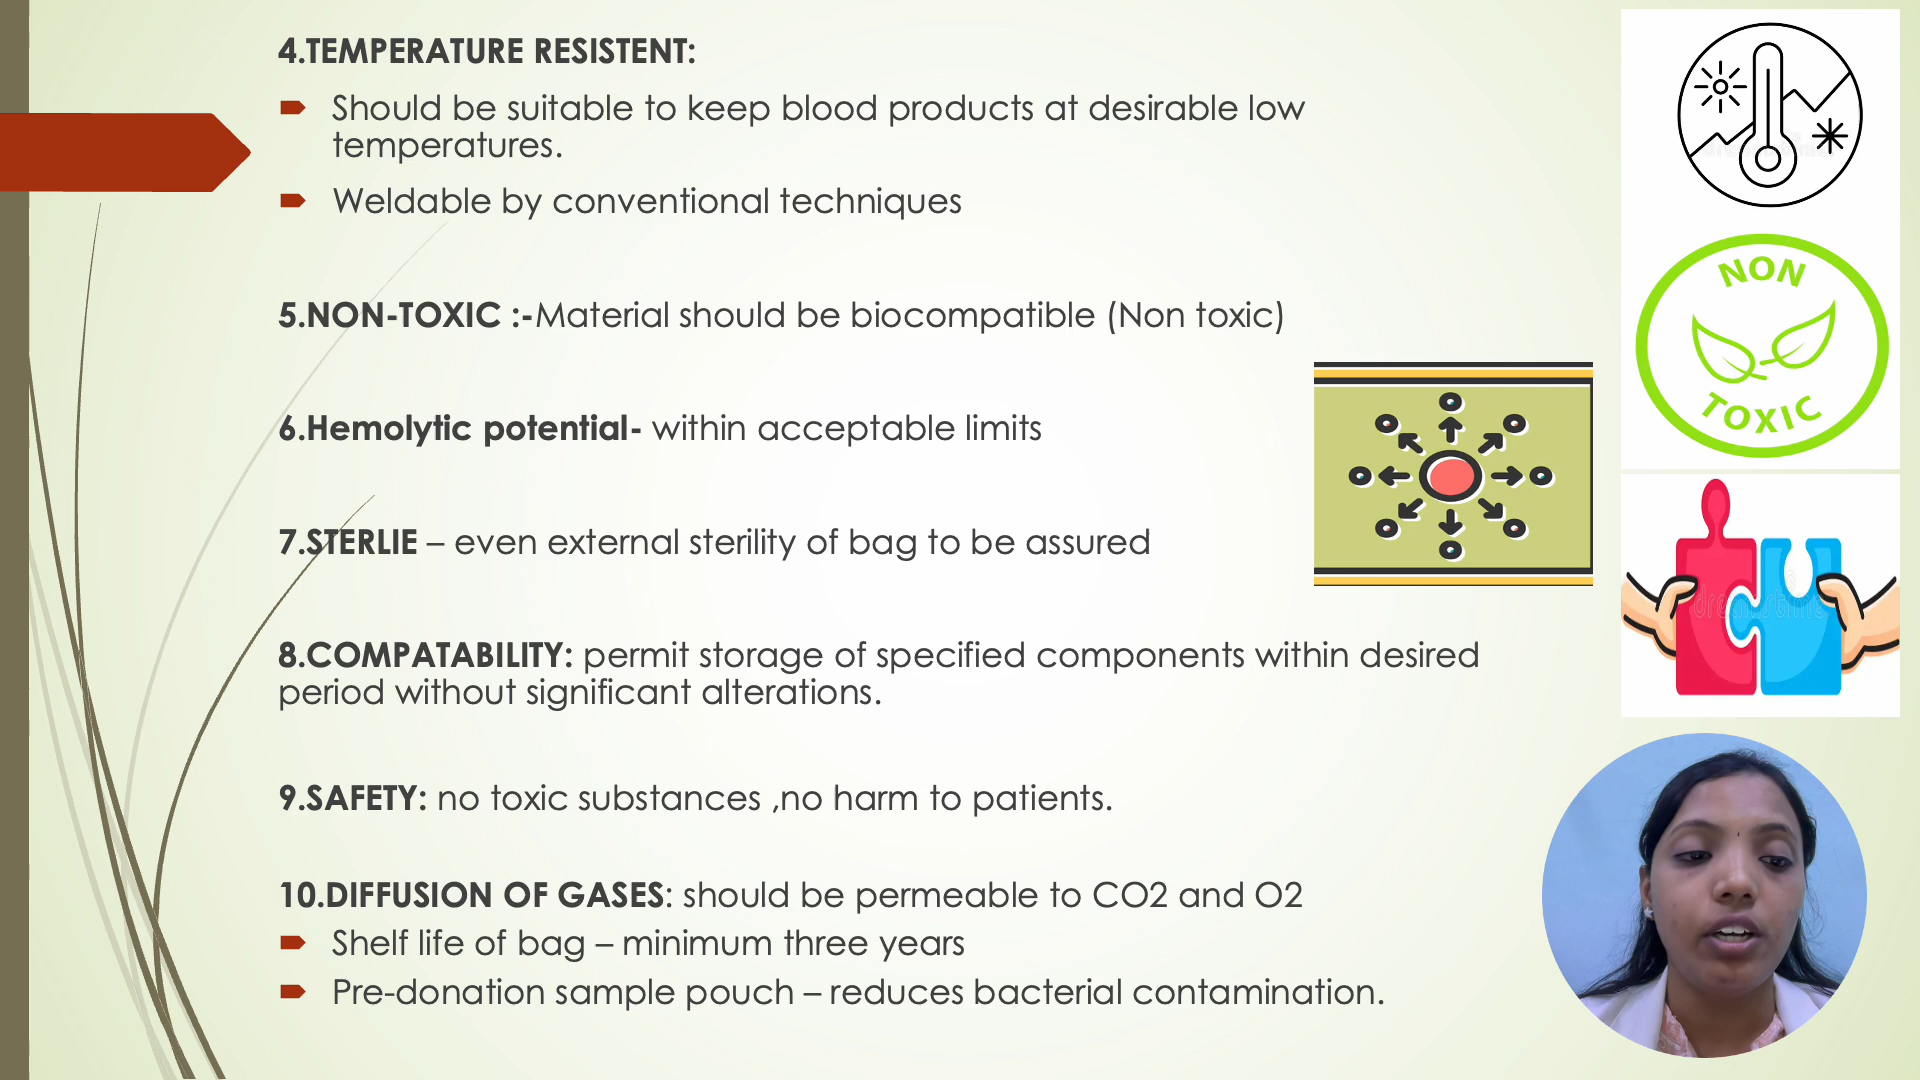 4.TEMPERATURE RESISTENT:
Should be suitable to keep blood products at desirable low
temperatures.
Weldable by conventional techniques
5.NON-TOXIC :-Material should be biocompatible (Non toxic)
6.Hemolytic potential- within acceptable limits
7.STERLIE – even external sterility of bag to be assured
8.COMPATABILITY: permit storage of specified components within desired
period without significant alterations.
9.SAFETY: no toxic substances ,no harm to patients.
10.DIFFUSION OF GASES: should be permeable to CO2 and O2
Shelf life of bag – minimum three years
Pre-donation sample pouch – reduces bacterial contamination.
NON
TOXIC
dreamstime